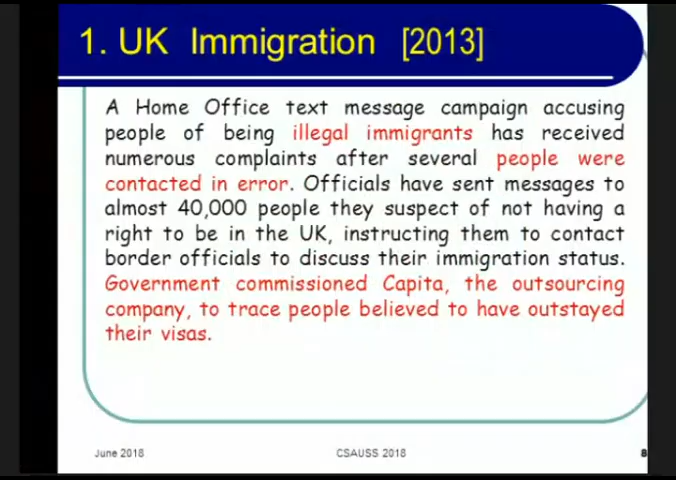 1. UK Immigration [2013]
A Home Office text message campaign accusing
people of being illegal immigrants has received
numerous complaints after several people were
contacted in error. Officials have sent messages to
almost 40,000 people they suspect of not having a
right to be in the UK, instructing them to contact
border officials to discuss their immigration status.
Government commissioned Capita, the outsourcing
company, to trace people believed to have outstayed
their visas.
June 2018 CSAUSS 2018 8